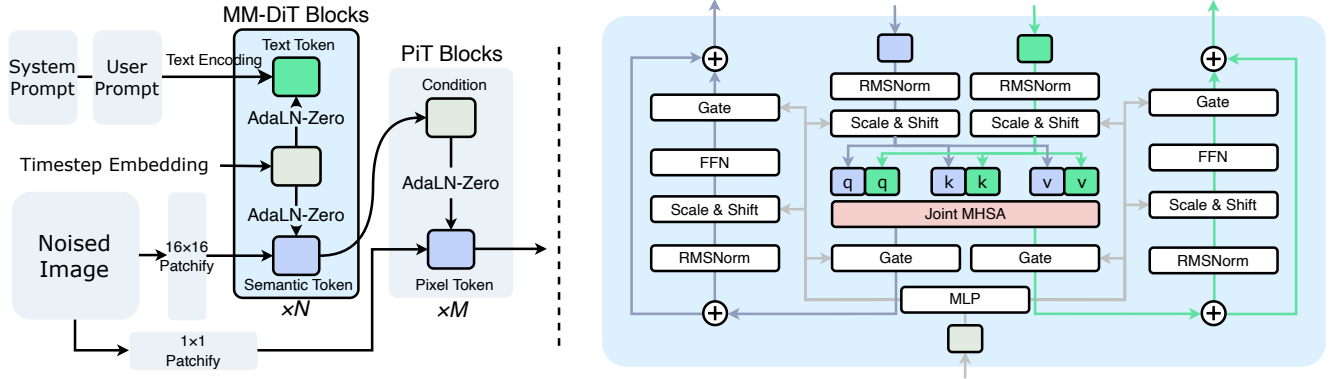 MM-DiT Blocks
System
Prompt
User
Prompt
Text Encoding
Text Token
AdaLN-Zero
Timestep Embedding
AdaLN-Zero
Noised
Image
16×16
Patchify
Semantic Token
×N
1×1
Patchify
PiT Blocks
Condition
AdaLN-Zero
Pixel Token
×M
Gate
FFN
Scale & Shift
RMSNorm
RMSNorm
RMSNorm
Scale & Shift
Scale & Shift
q q k k v v
Joint MHSA
Gate
Gate
MLP
Gate
FFN
Scale & Shift
RMSNorm